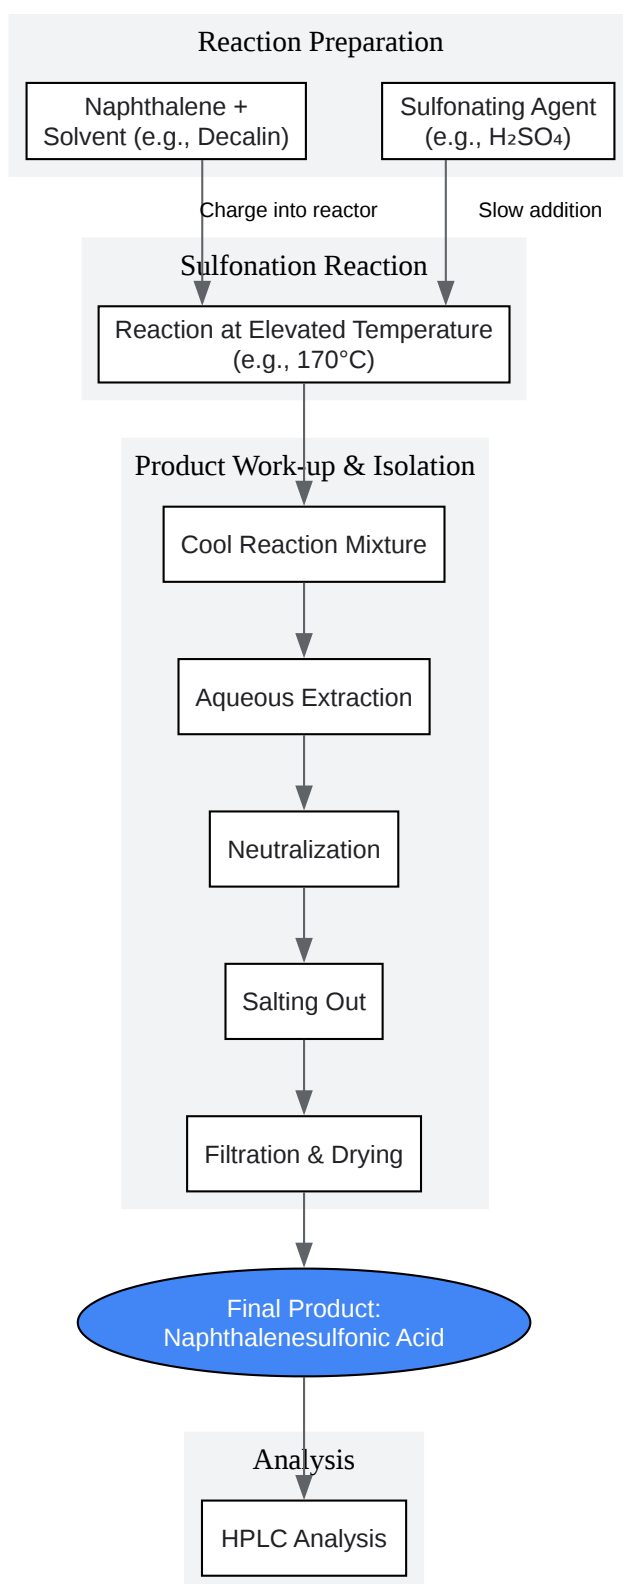 Reaction Preparation
Naphthalene +
Solvent (e.g., Decalin)
Sulfonating Agent
(e.g., H₂SO₄)
Charge into reactor
Slow addition
Sulfonation Reaction
Reaction at Elevated Temperature
(e.g., 170°C)
Product Work-up & Isolation
Cool Reaction Mixture
Aqueous Extraction
Neutralization
Salting Out
Filtration & Drying
Final Product:
Naphthalenesulfonic Acid
Analysis
HPLC Analysis